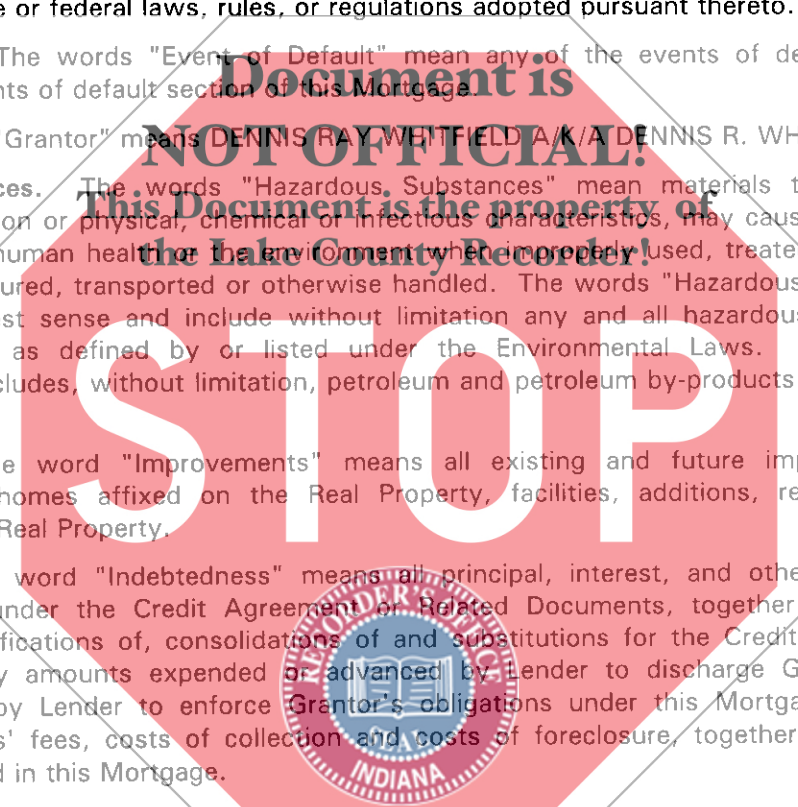 e or federal laws, rules, or regulations adopted pursuant thereto.
The words "Event of Default" mean any of the events of de
nts of default section of this Mortgage.
"Grantor" means DENNIS RAY WHITFIELD A/K/A DENNIS R. WH
ces. The words "Hazardous Substances" mean materials t
on or physical, chemical or infectious characteristics, may caus
human health or the environment when improperly used, treate
ured, transported or otherwise handled. The words "Hazardous
st sense and include without limitation any and all hazardous
as defined by or listed under the Environmental Laws.
cludes, without limitation, petroleum and petroleum by-products
e word "Improvements" means all existing and future imp
homes affixed on the Real Property, facilities, additions, re
Real Property.
word "Indebtedness" means all principal, interest, and othe
under the Credit Agreement or Related Documents, together
fications of, consolidations of and substitutions for the Credit
y amounts expended or advanced by Lender to discharge G
by Lender to enforce Grantor's obligations under this Mortga
s' fees, costs of collection and costs of foreclosure, together
d in this Mortgage.
Document is
NOT OFFICIAL!
This Document is the property of
the Lake County Recorder!
STOP
RECORDER'S OFFICE
INDIANA